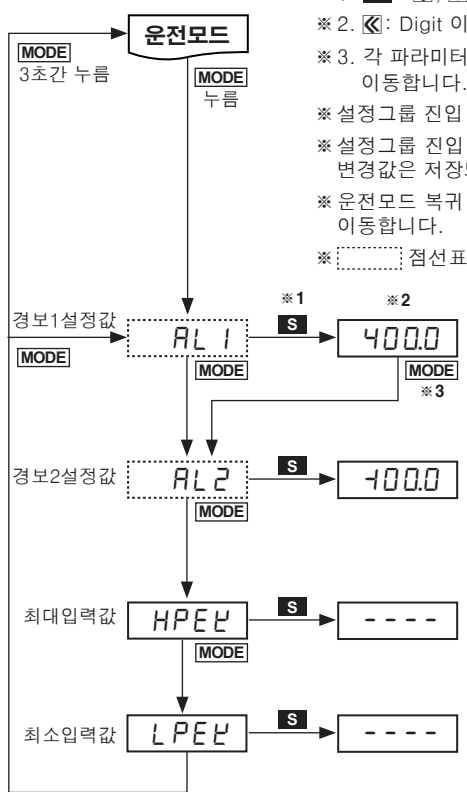 운전모드
MODE
3초간 누름
MODE
누름
※ 2. ≪: Digit 이
※ 3. 각 파라미터
이동합니다.
※ 설정그룹 진입
※ 설정그룹 진입
변경값은 저장
※ 운전모드 복귀
이동합니다.
※ 점선표
※1
※2
경보1설정값
AL 1
S
400.0
MODE
MODE
MODE
※3
경보2설정값
AL2
S
-100.0
MODE
최대입력값
HPEK
S
----
MODE
최소입력값
LPEK
S
----